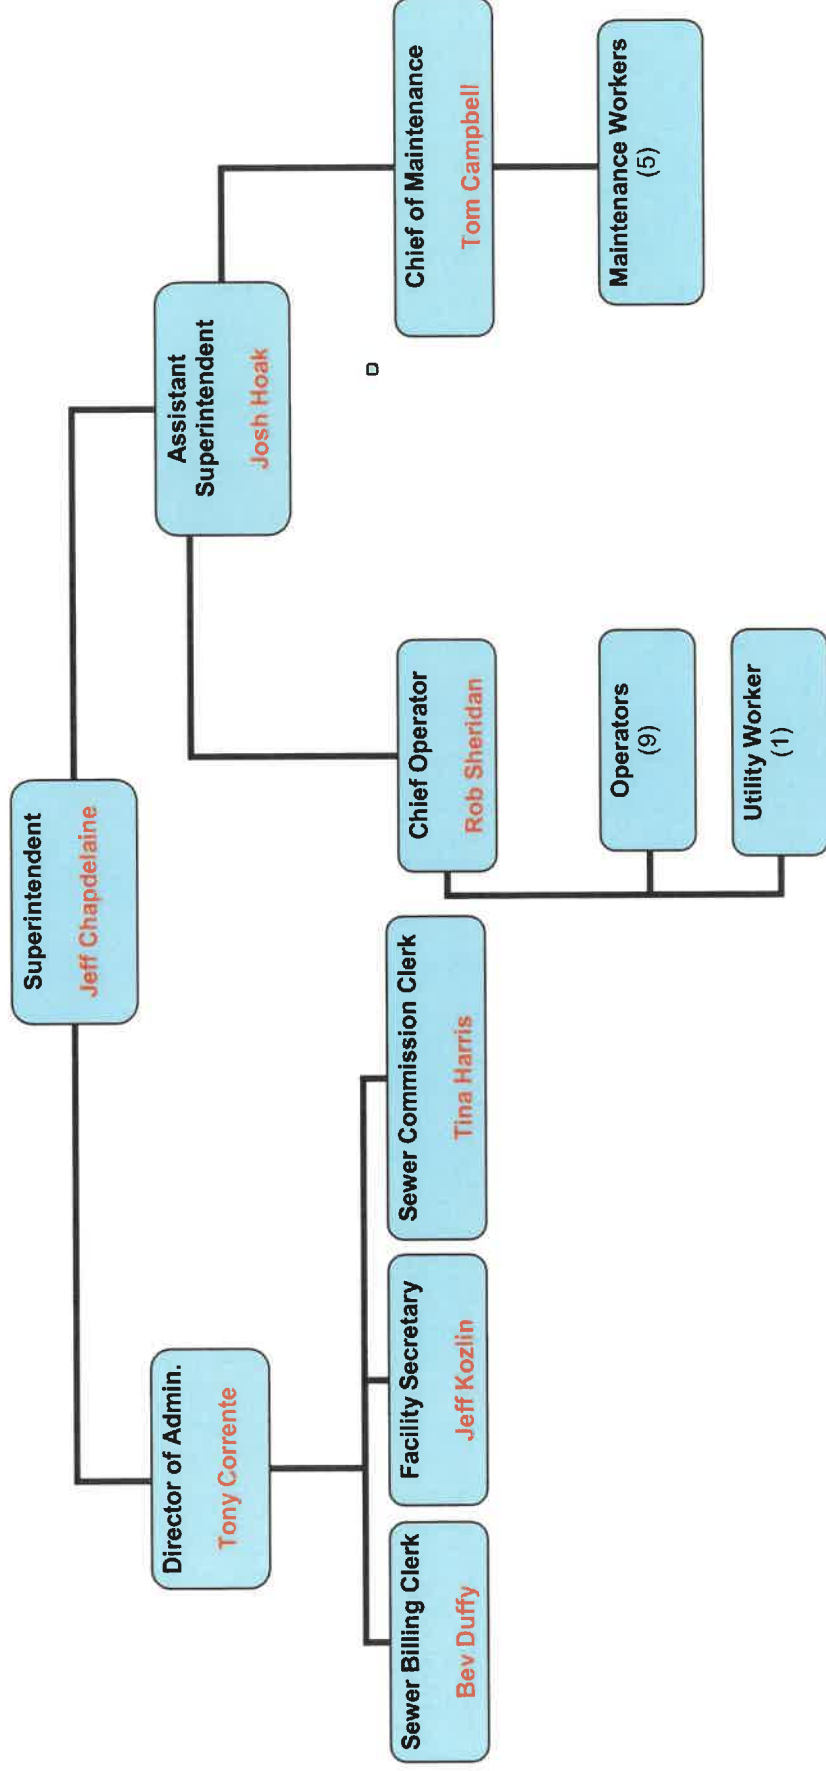 Superintendent
Jeff Chapdelaine
Director of Admin.
Tony Corrente
Assistant
Superintendent
Josh Hoak
Sewer Billing Clerk
Bev Duffy
Facility Secretary
Jeff Kozlin
Sewer Commission Clerk
Tina Harris
Chief Operator
Rob Sheridan
Chief of Maintenance
Tom Campbell
Operators
(9)
Utility Worker
(1)
Maintenance Workers
(5)